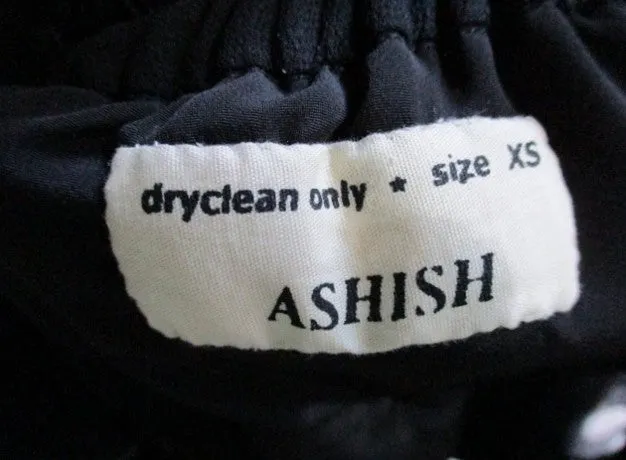 dryclean only * size XS
ASHISH